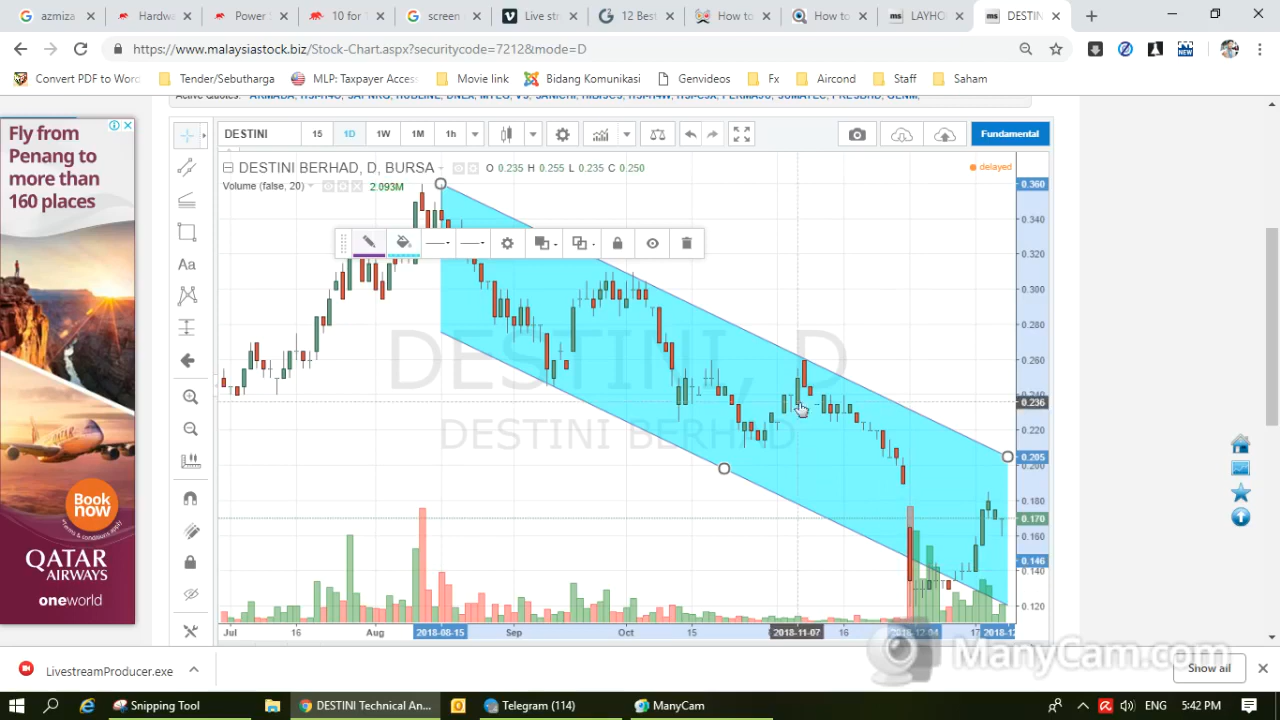 azmiza
Hardwe
Power S
10 for T
screen
Live str
12 Best
How to
How to
LAYHO
DESTIN
https://www.malaysiastock.biz/Stock-Chart.aspx?securitycode=7212&mode=D
Convert PDF to Word
Tender/Sebutharga
MLP: Taxpayer Acces
Movie link
Bidang Komunikasi
Genvideos
Fx
Aircond
Staff
Saham
Fly from
Penang to
more than
160 places
Book
now
QATAR
AIRWAYS
oneworld
DESTINI
15
1D
1W
1M
1h
Fundamental
DESTINI BERHAD, D, BURSA
O 0.235 H 0.255 L 0.235 C 0.250
delayed
Volume (false, 20)
2.093M
Aa
DESTINI, D
DESTINI BERHAD
0.360
0.340
0.320
0.300
0.280
0.260
0.236
0.220
0.205
0.200
0.180
0.170
0.160
0.146
0.140
0.120
Jul
16
Aug
2018-08-15
Sep
Oct
15
2018-11-07
16
2018-12-04
17
2018-12
ManyCam.com
LivestreamProducer.exe
Show all
Snipping Tool
DESTINI Technical An...
Telegram (114)
ManyCam
ENG
5:42 PM